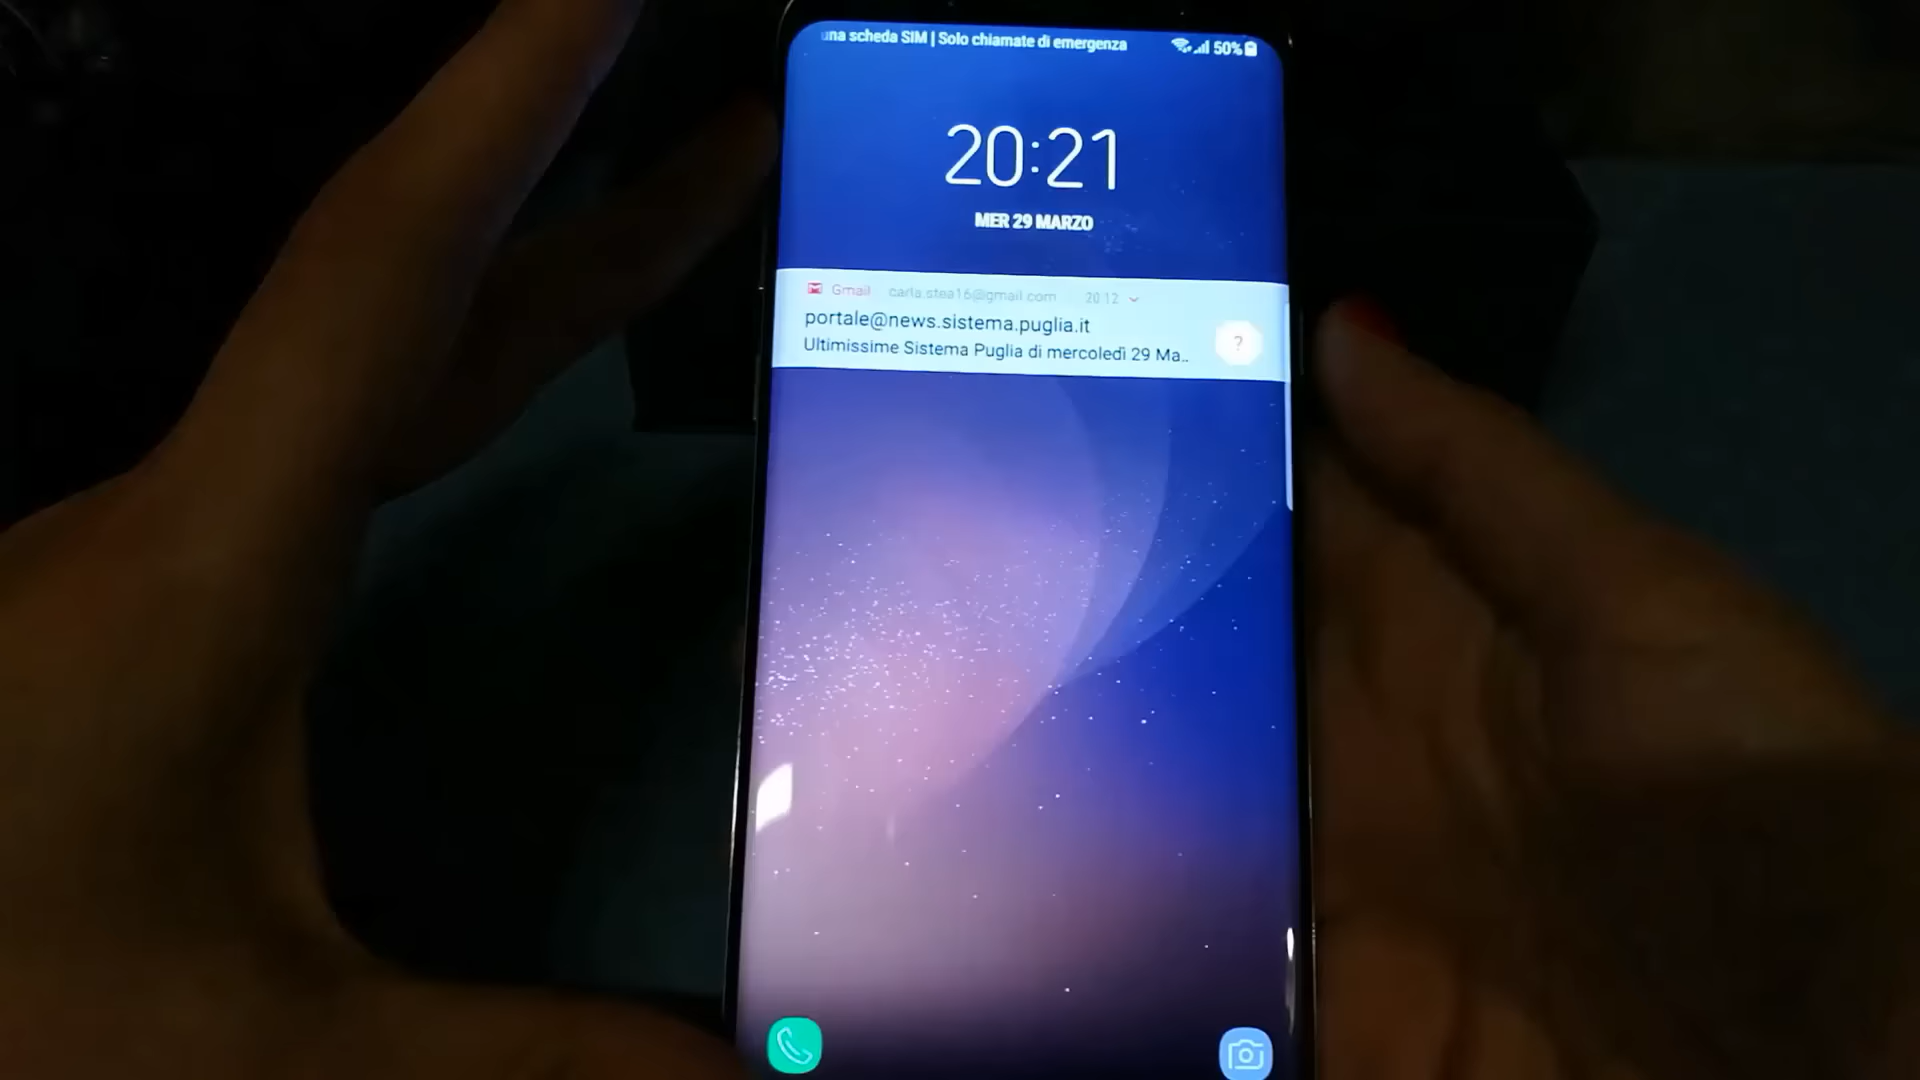 una scheda SIM | Solo chiamate di emergenza 50%
20:21
MER 29 MARZO
Gmail carla.stea16@gmail.com 20:12
portale@news.sistema.puglia.it
Ultimissime Sistema Puglia di mercoledì 29 Ma..
?